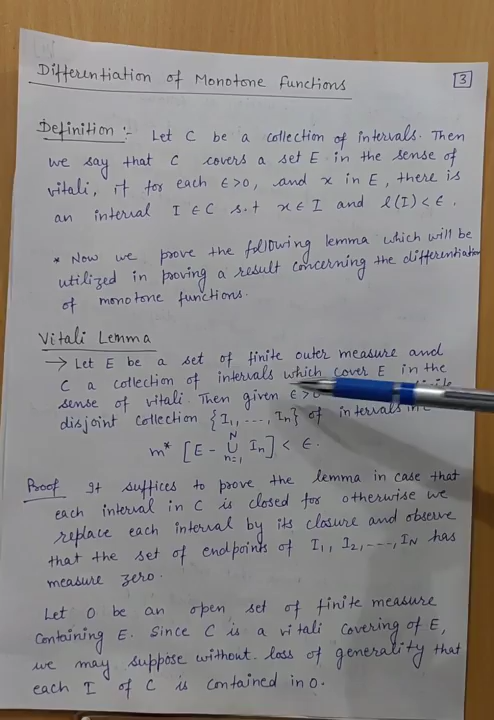 Differentiation of Monotone Functions
3
Definition :- Let C be a collection of intervals. Then
we say that C covers a set E in the sense of
vitali, if for each ϵ>0, and x in E, there is
an interval I ∈ C s.t x ∈ I and l(I) < ϵ.
* Now we prove the following lemma which will be
utilized in proving a result concerning the differentiation
of monotone functions.
Vitali Lemma
→ Let E be a set of finite outer measure and
C a collection of intervals which cover E in the
sense of vitali. Then given ϵ>0
disjoint collection {I₁, ..., Iₙ} of intervals in
m* [E - ∪ₙ₌₁ᴺ Iₙ] < ϵ.
Proof It suffices to prove the lemma in case that
each interval in C is closed for otherwise we
replace each interval by its closure and observe
that the set of endpoints of I₁, I₂, ----, I_N has
measure zero.
Let O be an open set of finite measure
containing E. Since C is a vitali covering of E,
we may suppose without loss of generality that
each I of C is contained in O.